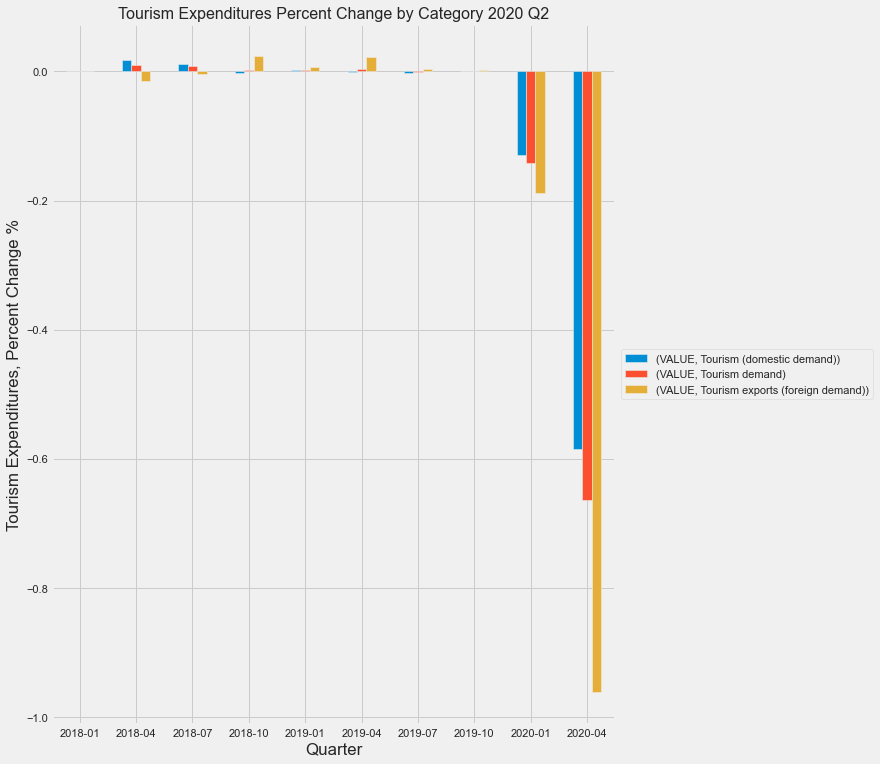 Tourism Expenditures Percent Change by Category 2020 Q2
Tourism Expenditures, Percent Change %
0.0
−0.2
−0.4
−0.6
−0.8
−1.0
2018-01 2018-04 2018-07 2018-10 2019-01 2019-04 2019-07 2019-10 2020-01 2020-04
Quarter
(VALUE, Tourism (domestic demand))
(VALUE, Tourism demand)
(VALUE, Tourism exports (foreign demand))